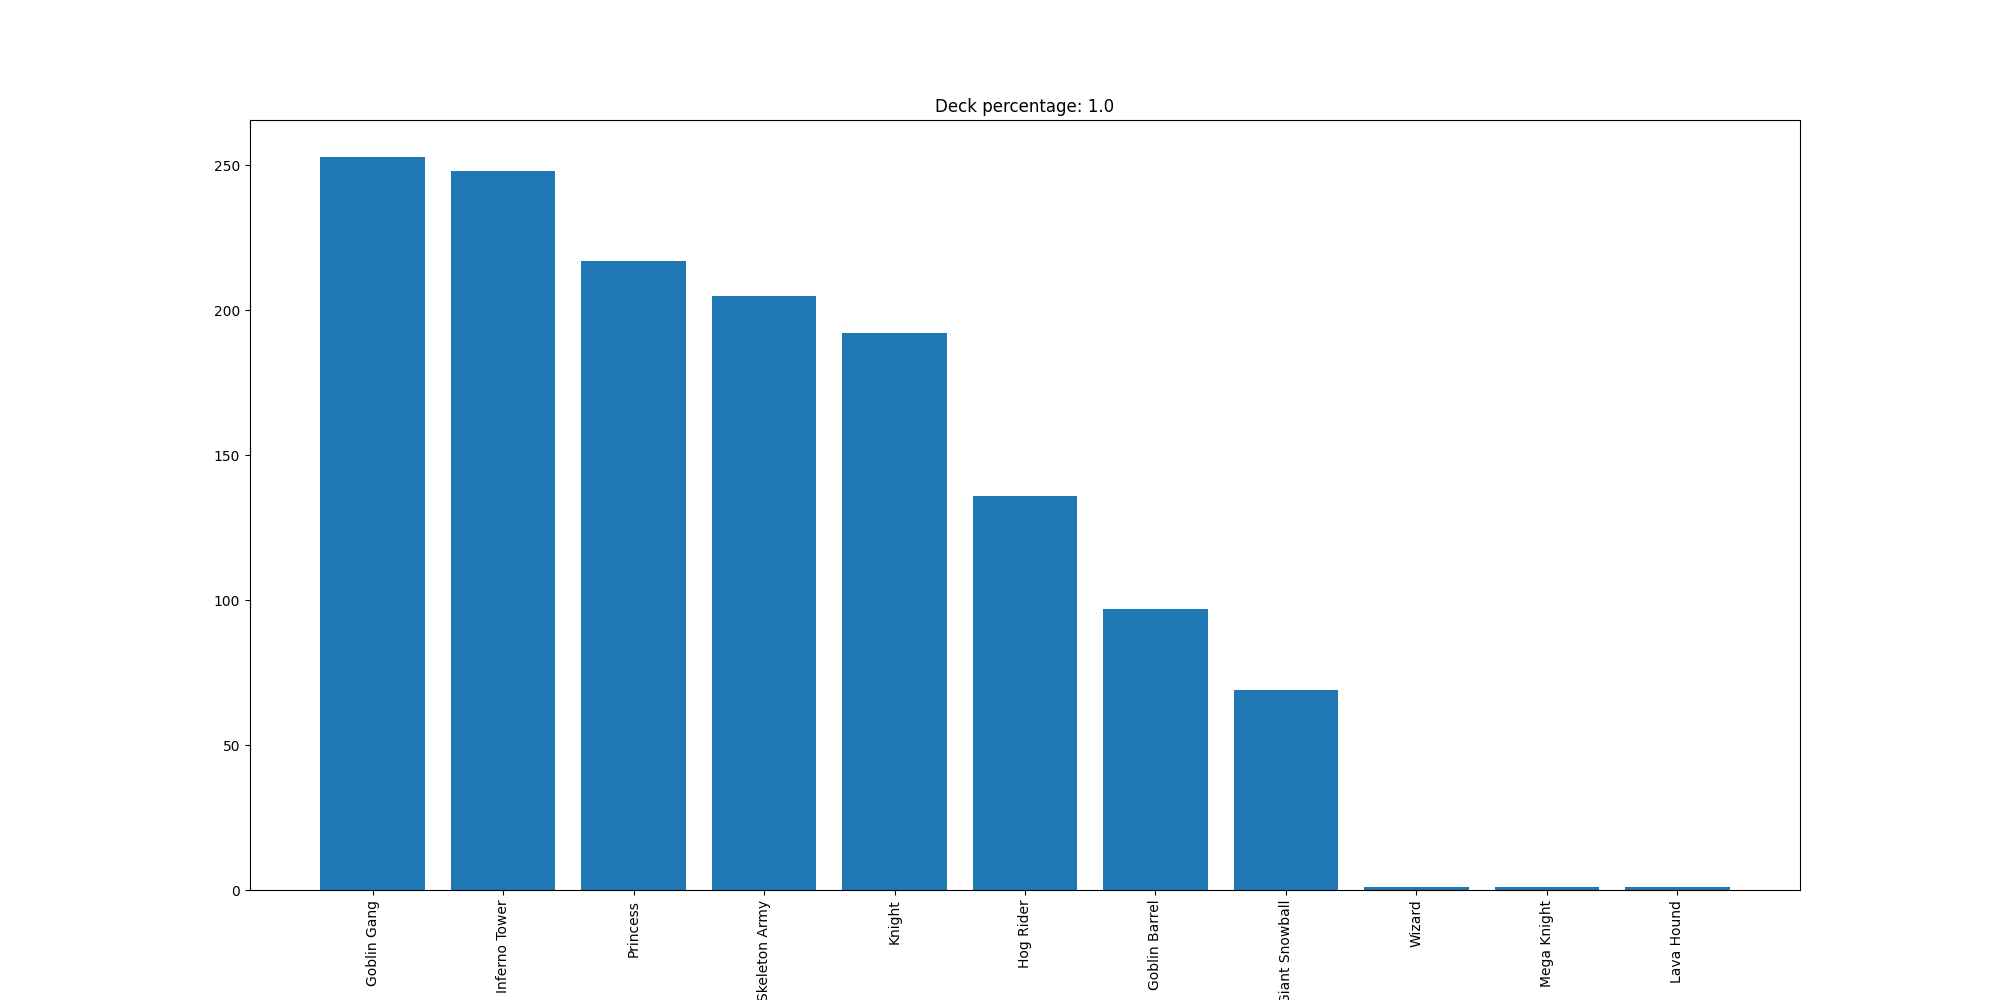 Deck percentage: 1.0
250
200
150
100
50
0
Goblin Gang
Inferno Tower
Princess
Skeleton Army
Knight
Hog Rider
Goblin Barrel
Giant Snowball
Wizard
Mega Knight
Lava Hound